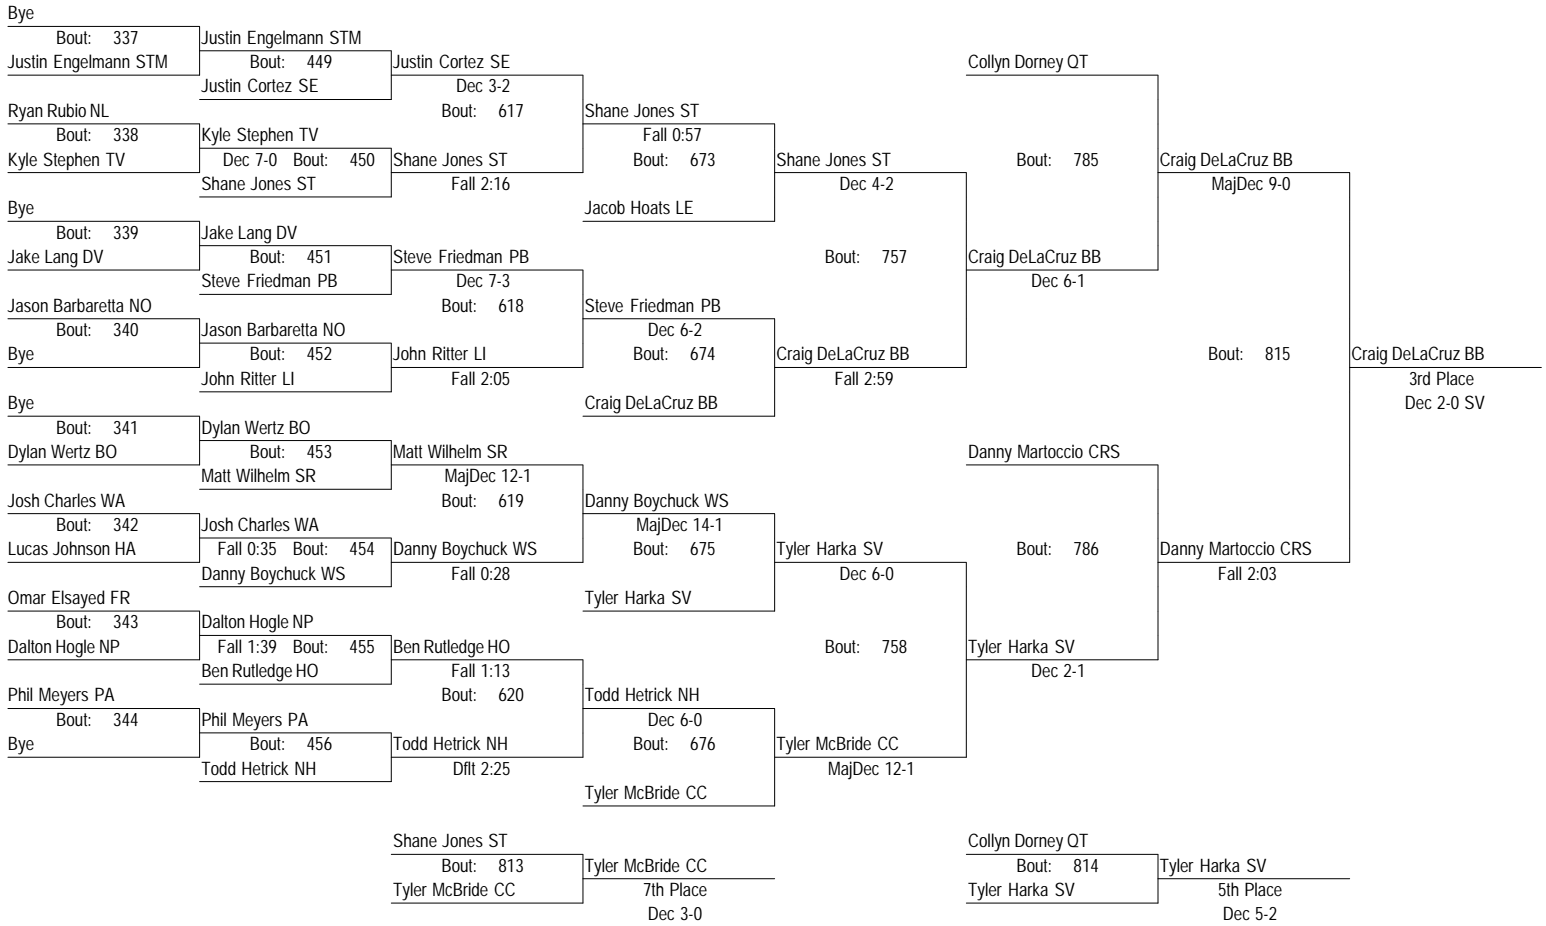 Bye
Bout: 337 Justin Engelmann STM
Justin Engelmann STM Bout: 449 Justin Cortez SE Collyn Dorney QT
Justin Cortez SE Dec 3-2
Ryan Rubio NL Bout: 617 Shane Jones ST
Bout: 338 Kyle Stephen TV Fall 0:57
Kyle Stephen TV Dec 7-0 Bout: 450 Shane Jones ST Bout: 673 Shane Jones ST Bout: 785 Craig DeLaCruz BB
Shane Jones ST Fall 2:16 Dec 4-2 MajDec 9-0
Bye Jacob Hoats LE
Bout: 339 Jake Lang DV
Jake Lang DV Bout: 451 Steve Friedman PB Bout: 757 Craig DeLaCruz BB
Steve Friedman PB Dec 7-3 Dec 6-1
Jason Barbaretta NO Bout: 618 Steve Friedman PB
Bout: 340 Jason Barbaretta NO Dec 6-2
Bye Bout: 452 John Ritter LI Bout: 674 Craig DeLaCruz BB Bout: 815 Craig DeLaCruz BB
John Ritter LI Fall 2:05 Fall 2:59 3rd Place
Bye Craig DeLaCruz BB Dec 2-0 SV
Bout: 341 Dylan Wertz BO
Dylan Wertz BO Bout: 453 Matt Wilhelm SR Danny Martoccio CRS
Matt Wilhelm SR MajDec 12-1
Josh Charles WA Bout: 619 Danny Boychuck WS
Bout: 342 Josh Charles WA MajDec 14-1
Lucas Johnson HA Fall 0:35 Bout: 454 Danny Boychuck WS Bout: 675 Tyler Harka SV Bout: 786 Danny Martoccio CRS
Danny Boychuck WS Fall 0:28 Dec 6-0 Fall 2:03
Omar Elsayed FR Tyler Harka SV
Bout: 343 Dalton Hogle NP
Dalton Hogle NP Fall 1:39 Bout: 455 Ben Rutledge HO Bout: 758 Tyler Harka SV
Ben Rutledge HO Fall 1:13 Dec 2-1
Phil Meyers PA Bout: 620 Todd Hetrick NH
Bout: 344 Phil Meyers PA Dec 6-0
Bye Bout: 456 Todd Hetrick NH Bout: 676 Tyler McBride CC
Todd Hetrick NH Dflt 2:25 MajDec 12-1
Tyler McBride CC
Shane Jones ST Collyn Dorney QT
Bout: 813 Tyler McBride CC Bout: 814 Tyler Harka SV
Tyler McBride CC 7th Place Tyler Harka SV 5th Place
Dec 3-0 Dec 5-2